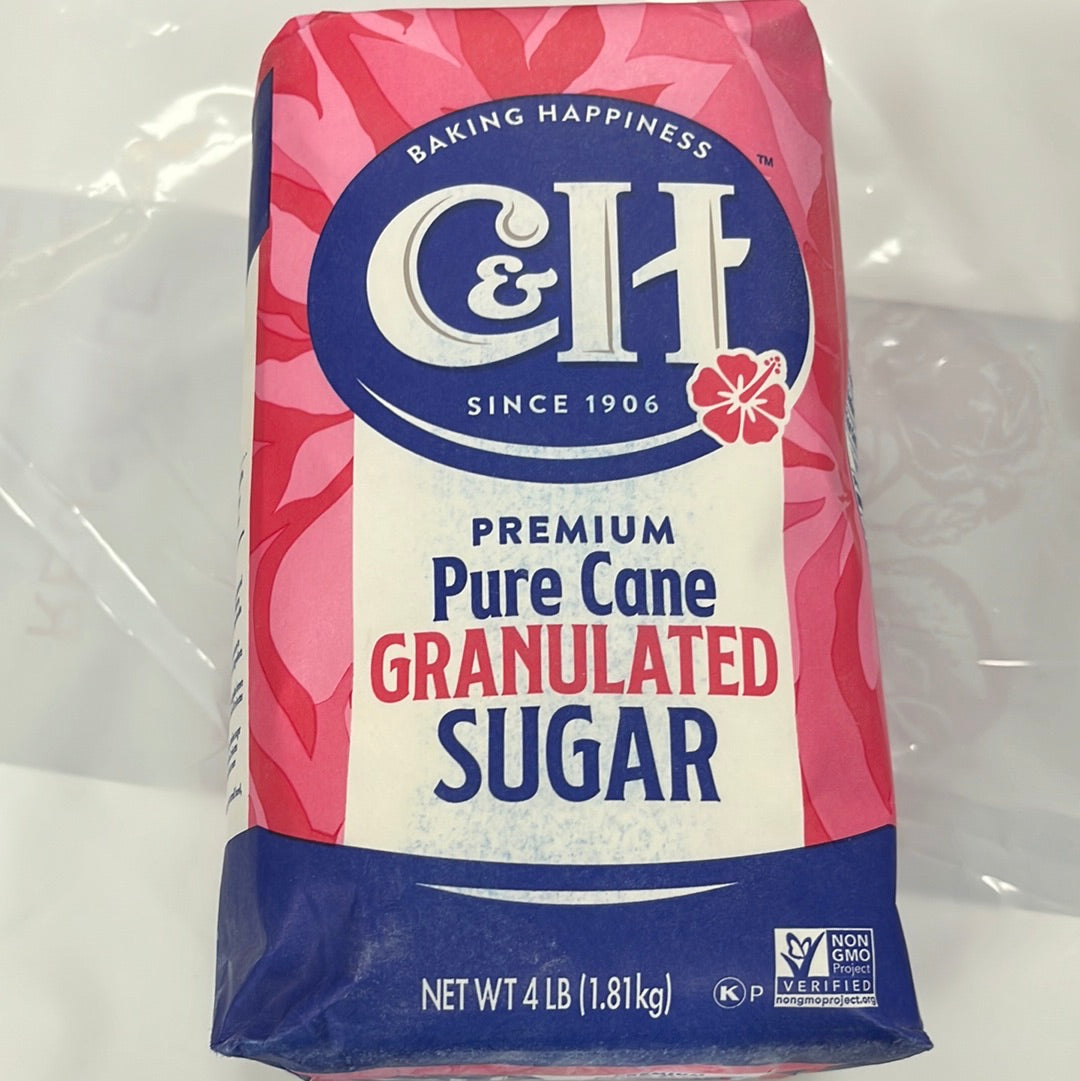 BAKING HAPPINESS
C&H
™
SINCE 1906
PREMIUM
Pure Cane
GRANULATED
SUGAR
NET WT 4 LB (1.81kg)
K P
NON
GMO
Project
VERIFIED
nongmoproject.org